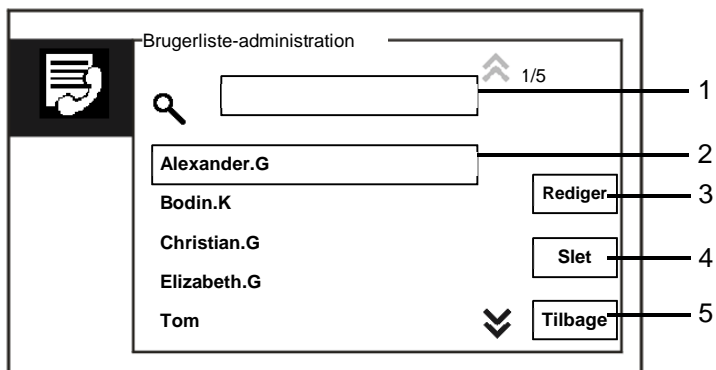 Brugerliste-administration
1/5
1
Alexander.G
2
Bodin.K
Rediger
3
Christian.G
Slet
4
Elizabeth.G
Tom
Tilbage
5